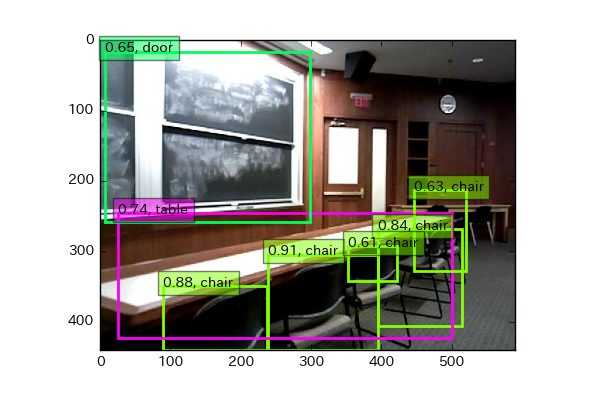 0
0.65, door
100
EXIT
200
0.63, chair
0.74, table
0.84, chair
0.61, chair
0.91, chair
300
0.88, chair
400
0 100 200 300 400 500